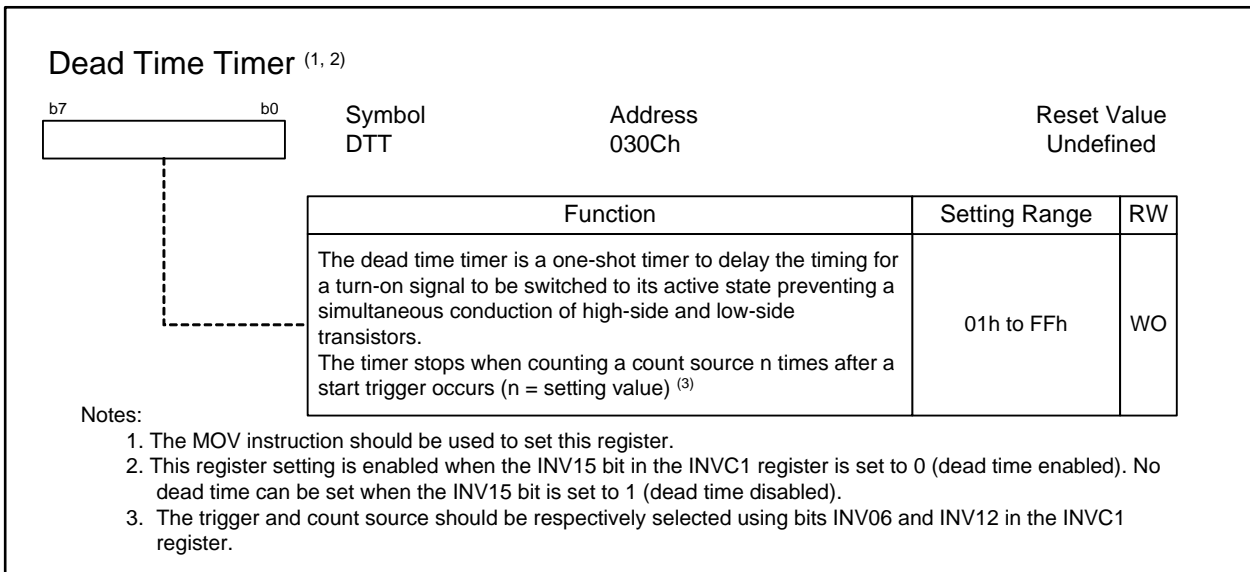 Dead Time Timer (1, 2)
b7 b0
Symbol Address Reset Value
DTT 030Ch Undefined
Function Setting Range RW
The dead time timer is a one-shot timer to delay the timing for
a turn-on signal to be switched to its active state preventing a
simultaneous conduction of high-side and low-side
transistors.
The timer stops when counting a count source n times after a
start trigger occurs (n = setting value) (3)
01h to FFh WO
Notes:
1. The MOV instruction should be used to set this register.
2. This register setting is enabled when the INV15 bit in the INVC1 register is set to 0 (dead time enabled). No
dead time can be set when the INV15 bit is set to 1 (dead time disabled).
3. The trigger and count source should be respectively selected using bits INV06 and INV12 in the INVC1
register.